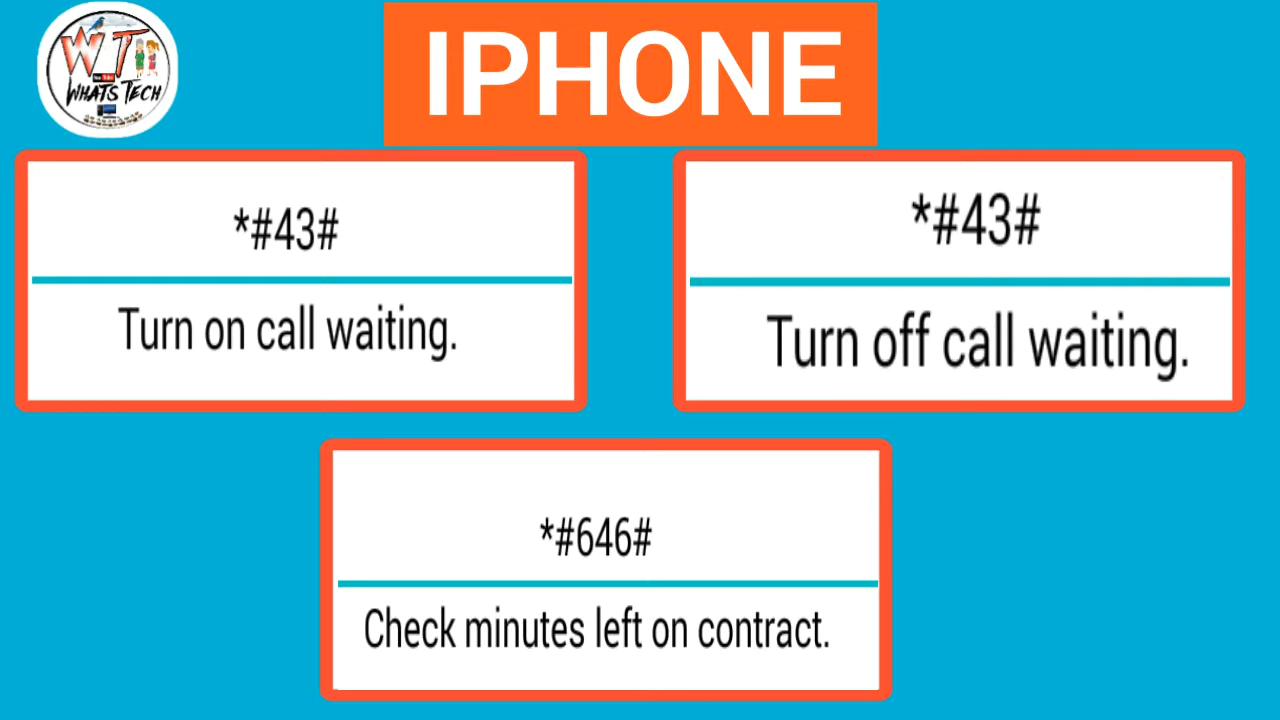 WT
WHATS TECH
IPHONE
*#43#
Turn on call waiting.
*#43#
Turn off call waiting.
*#646#
Check minutes left on contract.